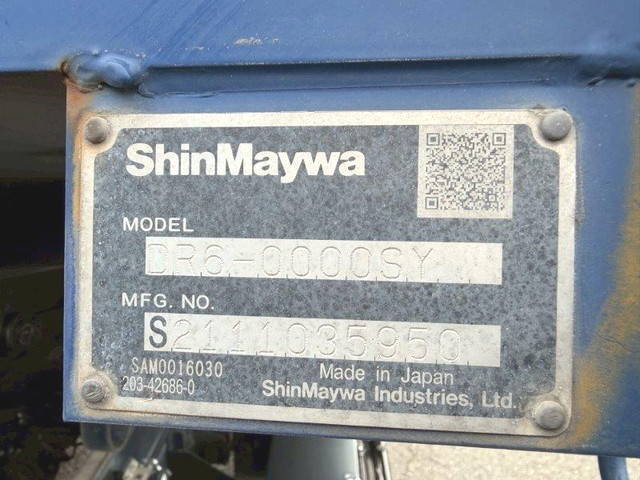 ShinMaywa
MODEL
DR6-0000SY
MFG. NO.
S2111035950
SAM0016030
203-42686-0
Made in Japan
ShinMaywa Industries, Ltd.